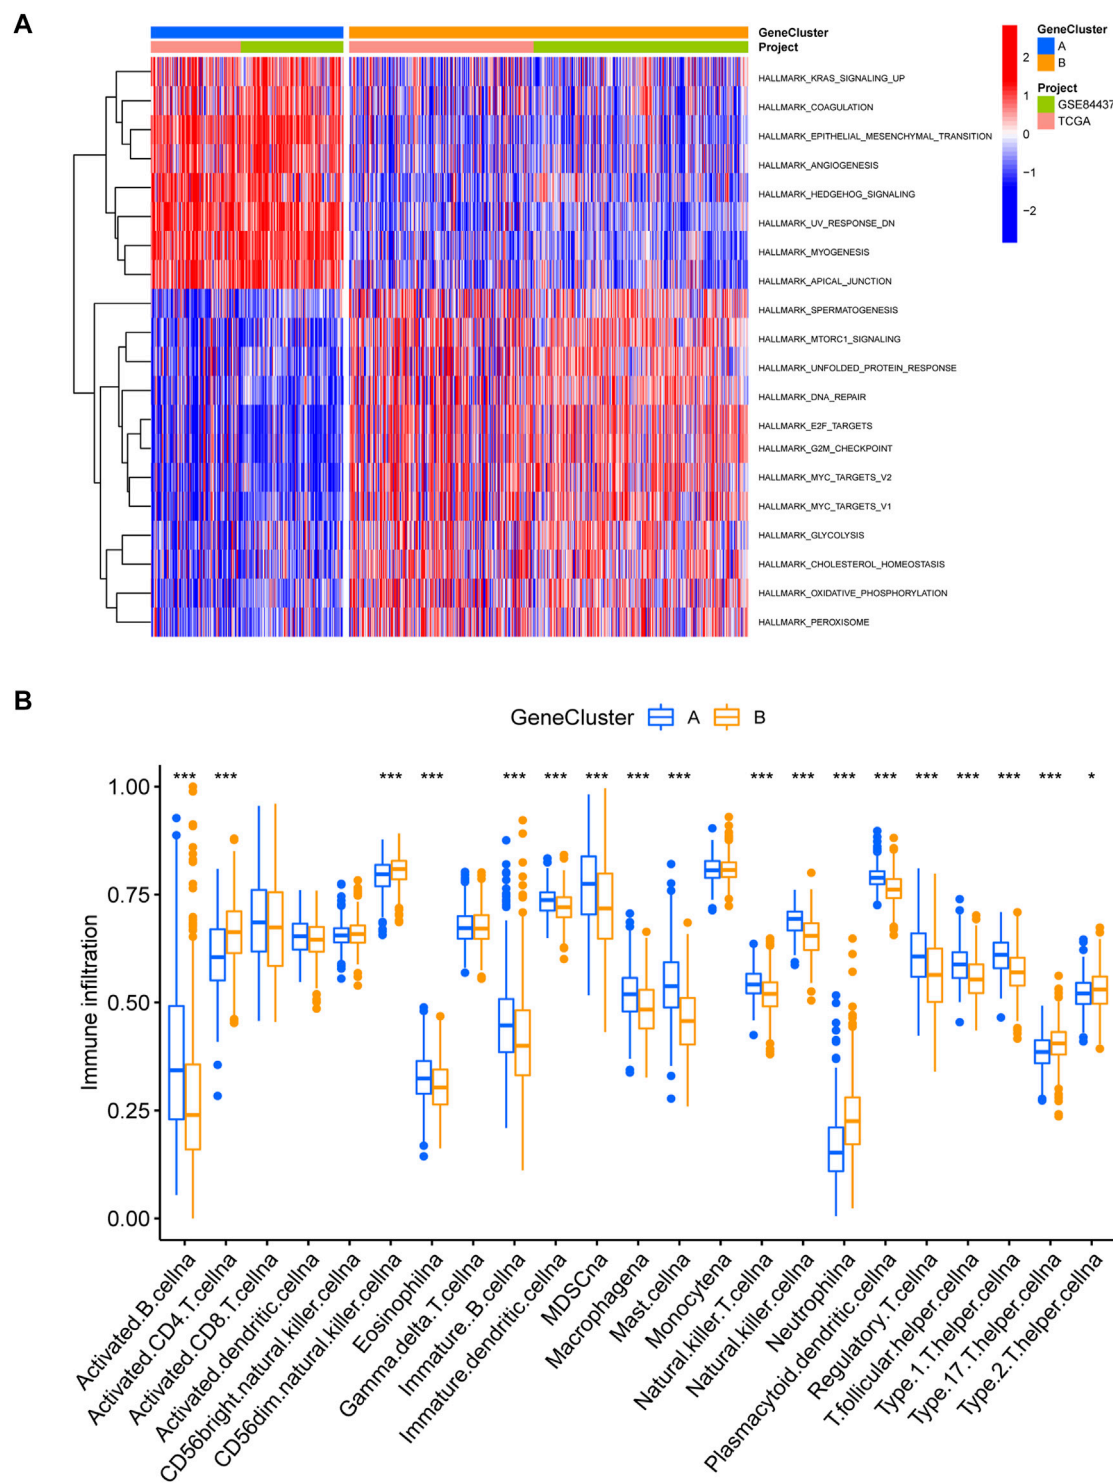 A
GeneCluster
Project
HALLMARK_KRAS_SIGNALING_UP
HALLMARK_COAGULATION
HALLMARK_EPITHELIAL_MESENCHYMAL_TRANSITION
HALLMARK_ANGIOGENESIS
HALLMARK_HEDGEHOG_SIGNALING
HALLMARK_UV_RESPONSE_DN
HALLMARK_MYOGENESIS
HALLMARK_APICAL_JUNCTION
HALLMARK_SPERMATOGENESIS
HALLMARK_MTORC1_SIGNALING
HALLMARK_UNFOLDED_PROTEIN_RESPONSE
HALLMARK_DNA_REPAIR
HALLMARK_E2F_TARGETS
HALLMARK_G2M_CHECKPOINT
HALLMARK_MYC_TARGETS_V2
HALLMARK_MYC_TARGETS_V1
HALLMARK_GLYCOLYSIS
HALLMARK_CHOLESTEROL_HOMEOSTASIS
HALLMARK_OXIDATIVE_PHOSPHORYLATION
HALLMARK_PEROXISOME
2
1
0
−1
−2
GeneCluster
A
B
Project
GSE84437
TCGA
B
GeneCluster A B
*** *** *** *** *** *** *** *** *** *** *** *** *** *** *** *** *** *
Immune infiltration
1.00
0.75
0.50
0.25
0.00
Activated.B.cellna
Activated.CD4.T.cellna
Activated.CD8.T.cellna
Activated.dendritic.cellna
CD56bright.natural.killer.cellna
CD56dim.natural.killer.cellna
Eosinophilna
Gamma.delta.T.cellna
Immature..B.cellna
Immature.dendritic.cellna
MDSCna
Macrophagena
Mast.cellna
Monocytena
Natural.killer.T.cellna
Natural.killer.cellna
Neutrophilna
Plasmacytoid.dendritic.cellna
Regulatory.T.cellna
T.follicular.helper.cellna
Type.1.T.helper.cellna
Type.17.T.helper.cellna
Type.2.T.helper.cellna